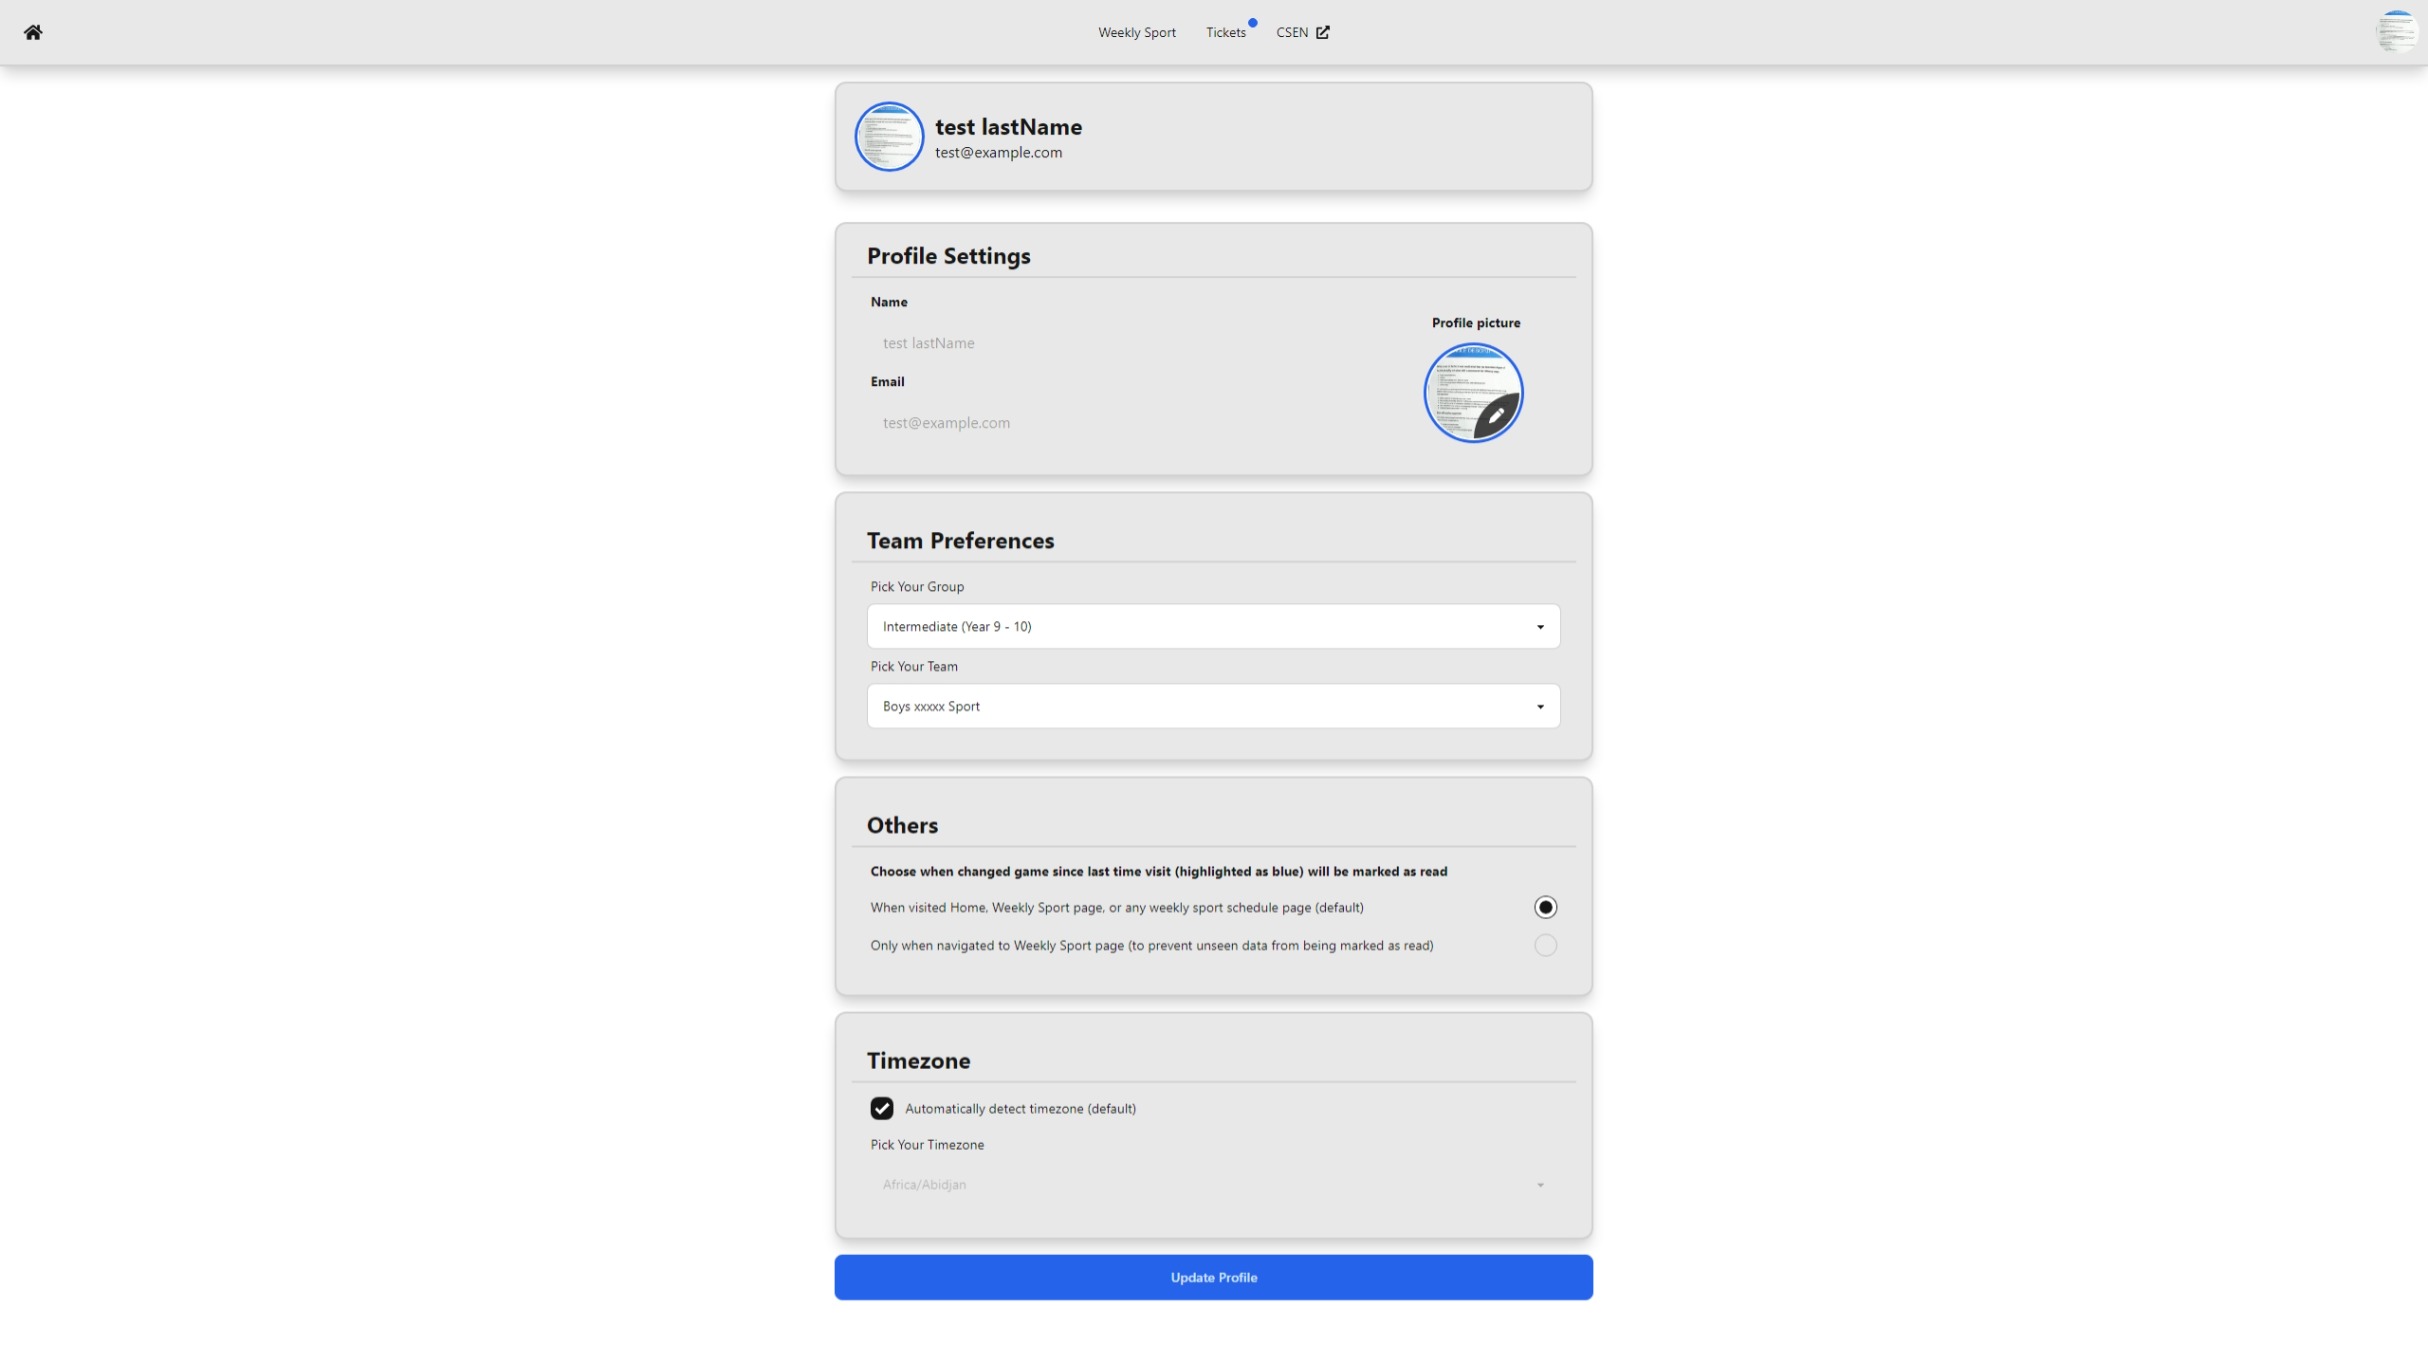 Weekly Sport
Tickets
CSEN
test lastName
test@example.com
Profile Settings
Name
test lastName
Email
test@example.com
Profile picture
Team Preferences
Pick Your Group
Intermediate (Year 9 - 10)
Pick Your Team
Boys xxxxx Sport
Others
Choose when changed game since last time visit (highlighted as blue) will be marked as read
When visited Home, Weekly Sport page, or any weekly sport schedule page (default)
Only when navigated to Weekly Sport page (to prevent unseen data from being marked as read)
Timezone
Automatically detect timezone (default)
Pick Your Timezone
Africa/Abidjan
Update Profile